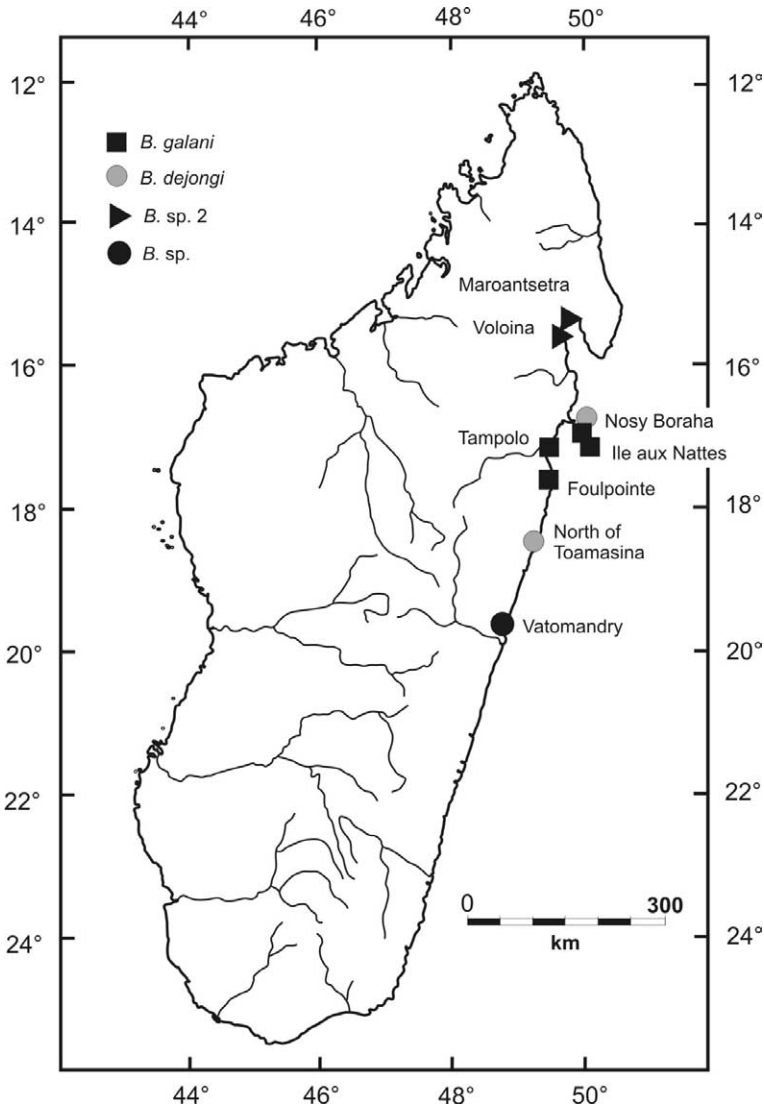 44° 46° 48° 50°
12° 12°
B. galani
B. dejongi
B. sp. 2
B. sp.
14° 14°
Maroantsetra
Voloina
16° 16°
Nosy Boraha
Tampolo
Ile aux Nattes
Foulpointe
18° 18°
North of
Toamasina
Vatomandry
20° 20°
22° 22°
0 300
km
24° 24°
44° 46° 48° 50°